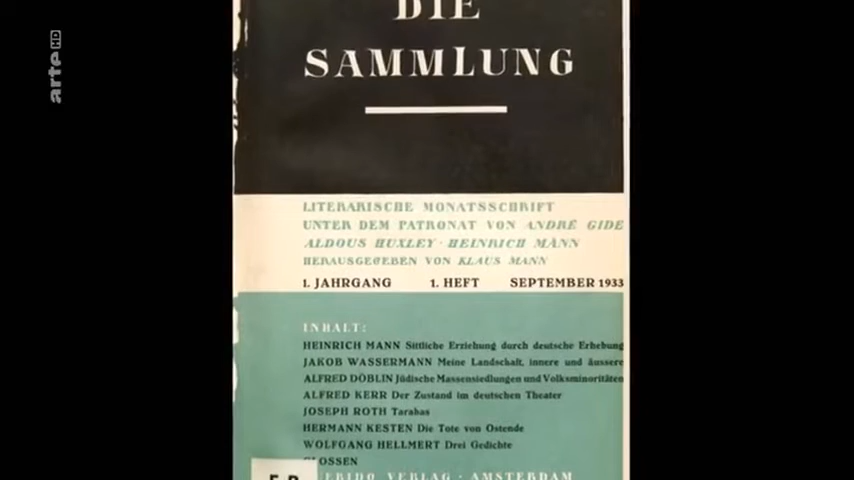 arte HD
DIE
SAMMLUNG
LITERARISCHE MONATSSCHRIFT
UNTER DEM PATRONAT VON ANDRÉ GIDE
ALDOUS HUXLEY · HEINRICH MANN
HERAUSGEGEBEN VON KLAUS MANN
1. JAHRGANG 1. HEFT SEPTEMBER 1933
INHALT:
HEINRICH MANN Sittliche Erziehung durch deutsche Erhebung
JAKOB WASSERMANN Meine Landschaft, innere und äussere
ALFRED DÖBLIN Jüdische Massensiedlungen und Volksminoritäten
ALFRED KERR Der Zustand im deutschen Theater
JOSEPH ROTH Tarabas
HERMANN KESTEN Die Tote von Ostende
WOLFGANG HELLMERT Drei Gedichte
GLOSSEN
VERLAG · AMSTERDAM